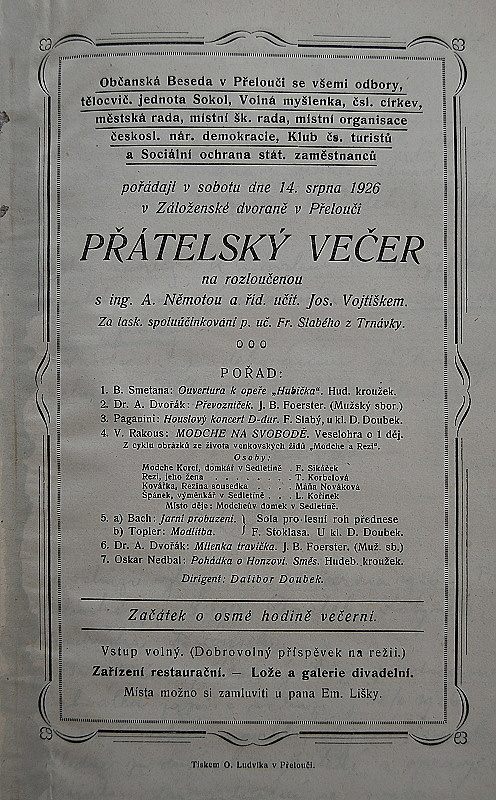 Občanská Beseda v Přelouči se všemi odbory,
tělocvič. jednota Sokol, Volná myšlenka, čsl. církev,
městská rada, místní šk. rada, místní organisace
českosl. nár. demokracie, Klub čs. turistů
a Sociální ochrana stát. zaměstnanců
pořádají v sobotu dne 14. srpna 1926
v Záloženské dvoraně v Přelouči
PŘÁTELSKÝ VEČER
na rozloučenou
s ing. A. Němotou a říd. učit. Jos. Vojtíškem.
Za lask. spoluúčinkování p. uč. Fr. Slabého z Trnávky.
o o o
POŘAD:
1. B. Smetana: Ouvertura k opeře „Hubička“. Hud. kroužek.
2. Dr. A. Dvořák: Převozníček. J. B. Foerster. (Mužský sbor.)
3. Paganini: Houslový koncert D-dur. F. Slabý, u kl. D. Doubek.
4. V. Rakous: MODCHE NA SVOBODĚ. Veselohra o 1 děj.
Z cyklu obrázků ze života venkovských židů „Modche a Rezi“.
Osoby:
Modche Korel, domkář v Sedletíně . F. Sikáček
Rezi, jeho žena . . . . . . . . T. Korbelová
Kovářka, Rezina sousedka . . . . Máňa Nováková
Špánek, výměnkář v Sedletíně . . . L. Kořínek
Místo děje: Modcheův domek v Sedletíně.
5. a) Bach: Jarní probuzení. } Sola pro lesní roh přednese
b) Topler: Modlitba. } F. Stoklasa. U kl. D. Doubek.
6. Dr. A. Dvořák: Milenka travička. J. B. Foerster. (Muž. sb.)
7. Oskar Nedbal: Pohádka o Honzovi. Směs. Hudeb. kroužek.
Dirigent: Dalibor Doubek.
Začátek o osmé hodině večerní.
Vstup volný. (Dobrovolný příspěvek na režii.)
Zařízení restaurační. — Lože a galerie divadelní.
Místa možno si zamluviti u pana Em. Lišky.
Tiskem O. Ludvíka v Přelouči.